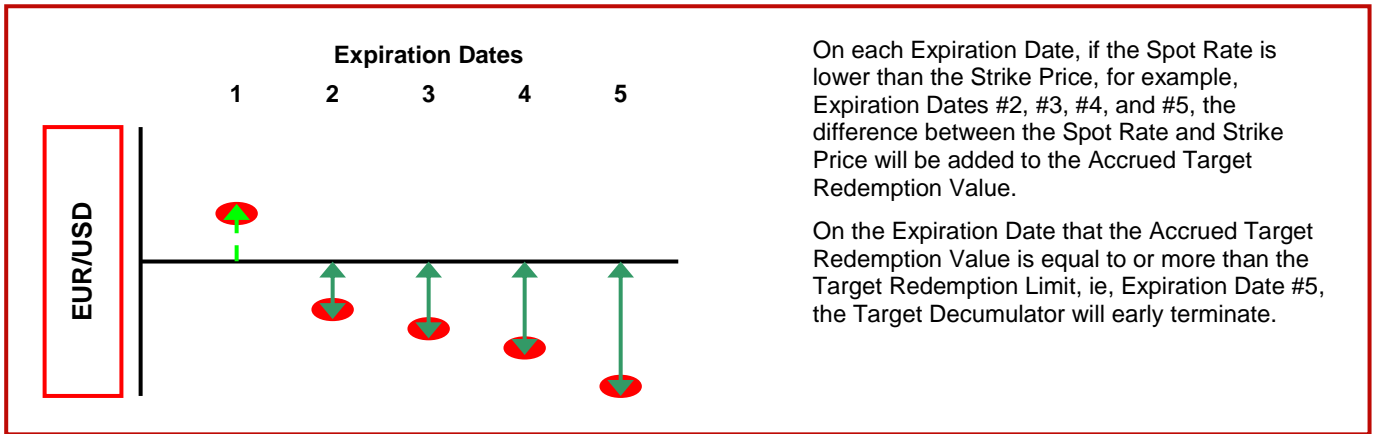 Expiration Dates
1 2 3 4 5
EUR/USD
On each Expiration Date, if the Spot Rate is
lower than the Strike Price, for example,
Expiration Dates #2, #3, #4, and #5, the
difference between the Spot Rate and Strike
Price will be added to the Accrued Target
Redemption Value.
On the Expiration Date that the Accrued Target
Redemption Value is equal to or more than the
Target Redemption Limit, ie, Expiration Date #5,
the Target Decumulator will early terminate.